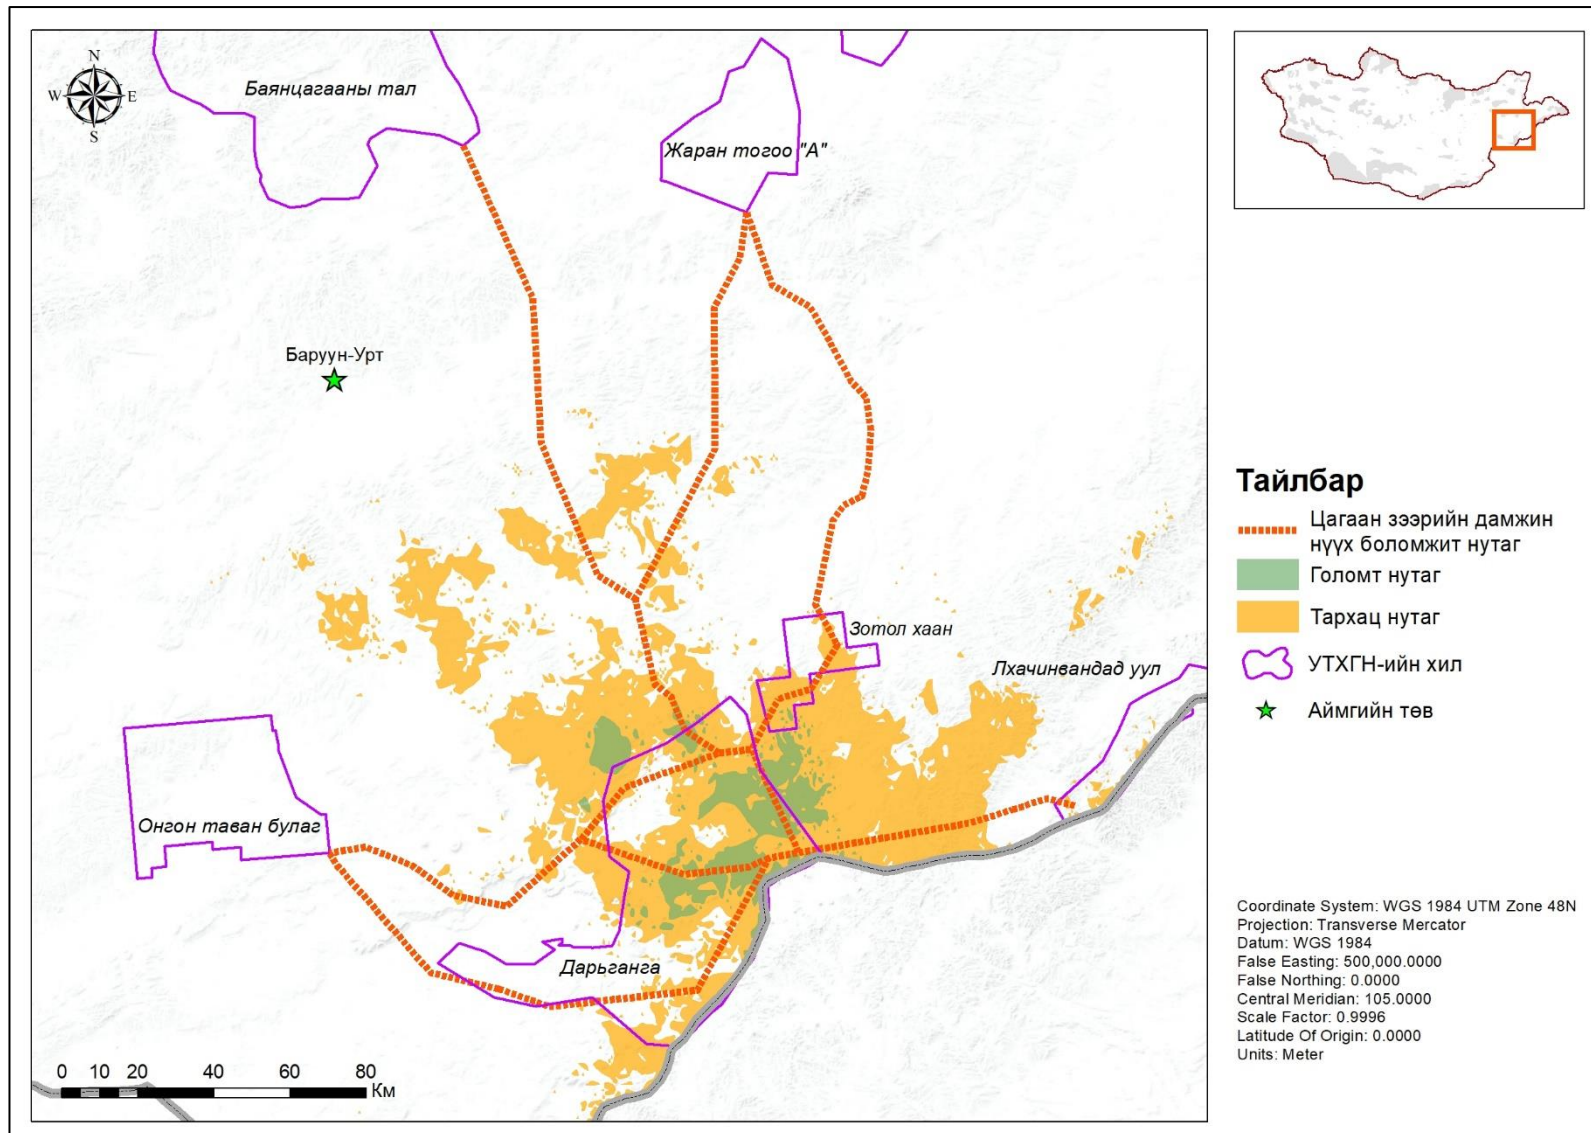 N
W
E
S
Баянцагааны тал
Жаран тогоо "А"
Баруун-Урт
Зотол хаан
Лхачинвандад уул
Онгон таван булаг
Дарьганга
0 10 20 40 60 80
Км
Тайлбар
Цагаан зээрийн дамжин
нүүх боломжит нутаг
Голомт нутаг
Тархац нутаг
УТХГН-ийн хил
Аймгийн төв
Coordinate System: WGS 1984 UTM Zone 48N
Projection: Transverse Mercator
Datum: WGS 1984
False Easting: 500,000.0000
False Northing: 0.0000
Central Meridian: 105.0000
Scale Factor: 0.9996
Latitude Of Origin: 0.0000
Units: Meter